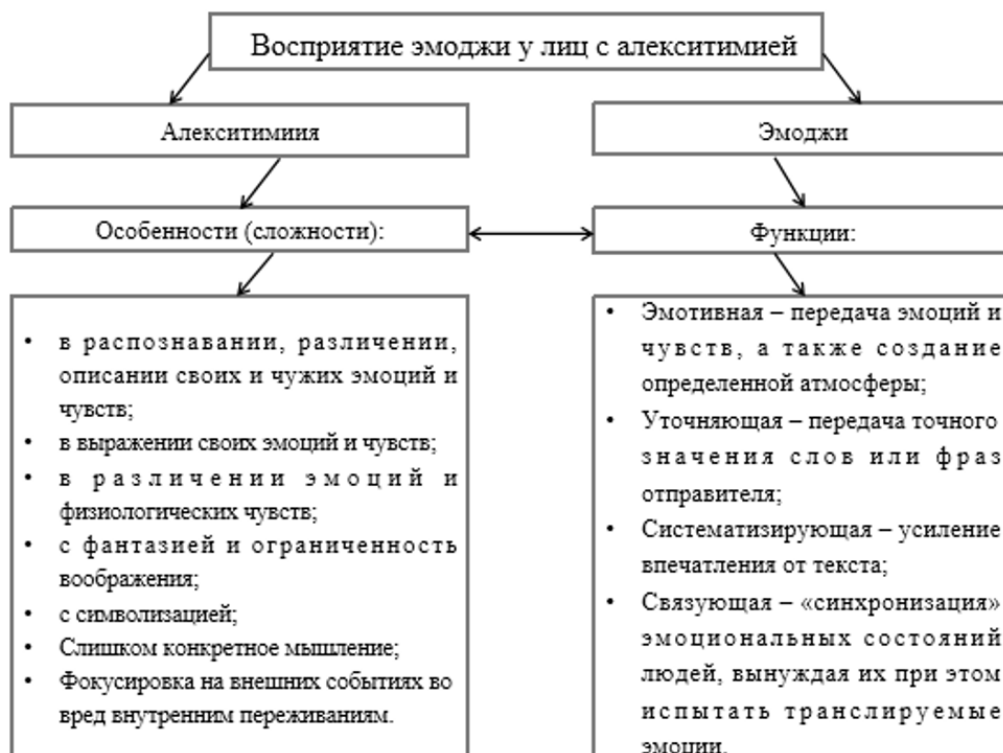 Восприятие эмоджи у лиц с алекситимией
Алекситимиия
Эмоджи
Особенности (сложности):
Функции:
• в распознавании, различении,
описании своих и чужих эмоций и
чувств;
• в выражении своих эмоций и чувств;
• в различении эмоций и
физиологических чувств;
• с фантазией и ограниченность
воображения;
• с символизацией;
• Слишком конкретное мышление;
• Фокусировка на внешних событиях во
вред внутренним переживаниям.
• Эмотивная – передача эмоций и
чувств, а также создание
определенной атмосферы;
• Уточняющая – передача точного
значения слов или фраз
отправителя;
• Систематизирующая – усиление
впечатления от текста;
• Связующая – «синхронизация»
эмоциональных состояний
людей, вынуждая их при этом
испытать транслируемые
эмоции.